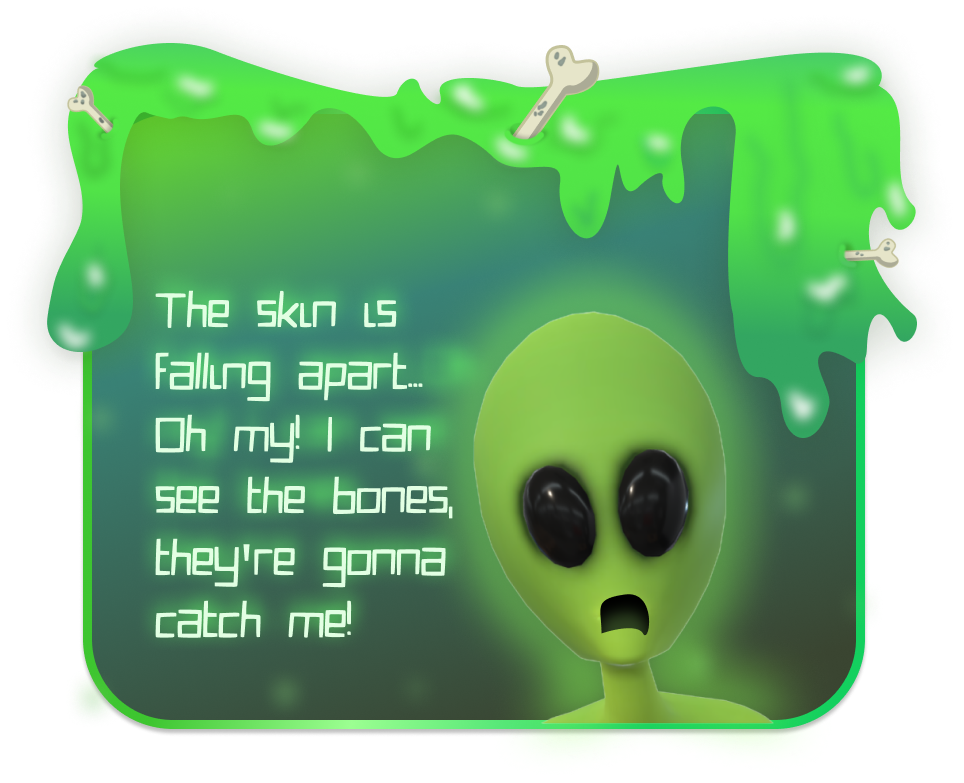 The skin is
falling apart...
Oh my! I can
see the bones,
they're gonna
catch me!